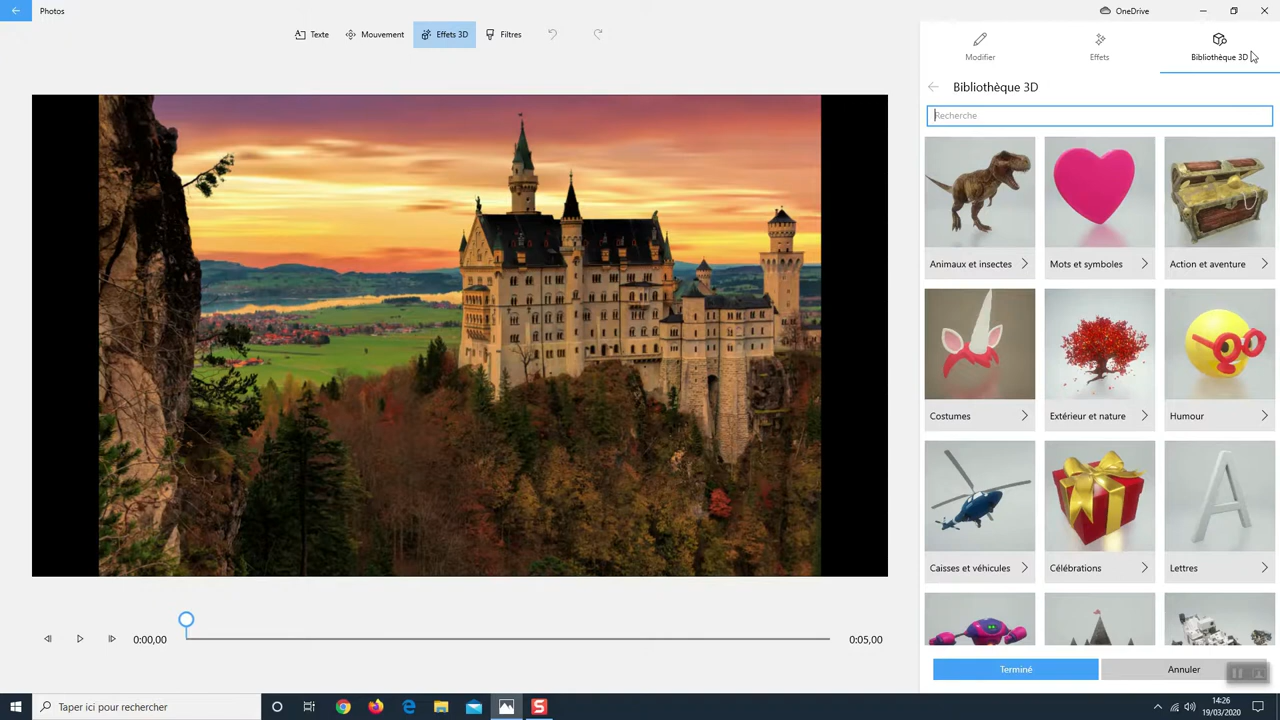 Photos
OneDrive
Texte
Mouvement
Effets 3D
Filtres
Modifier
Effets
Bibliothèque 3D
Bibliothèque 3D
Recherche
Animaux et insectes
Mots et symboles
Action et aventure
Costumes
Extérieur et nature
Humour
Caisses et véhicules
Célébrations
Lettres
A
0:00,00
0:05,00
Terminé
Annuler
Taper ici pour rechercher
14:26
19/03/2020